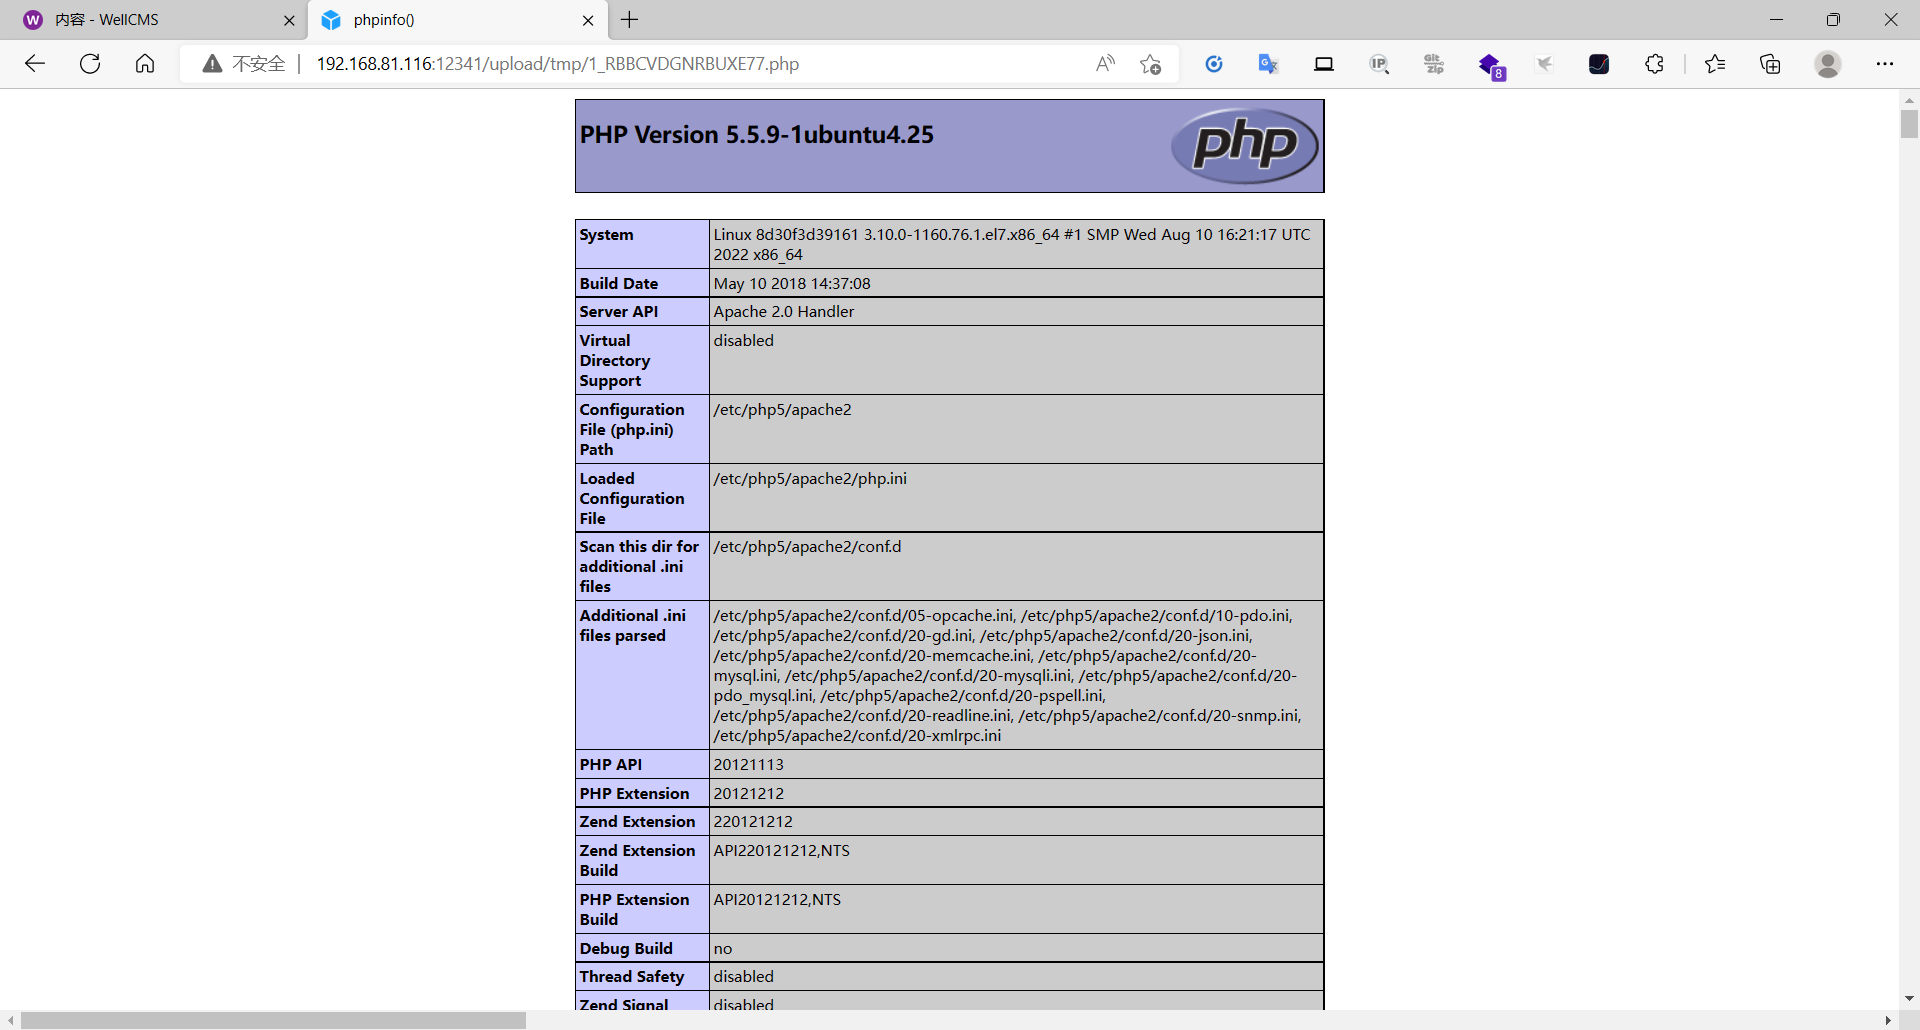 内容 - WellCMS
phpinfo()
不安全
192.168.81.116:12341/upload/tmp/1_RBBCVDGNRBUXE77.php
A
G
IP
Git
Zip
8
PHP Version 5.5.9-1ubuntu4.25
php
System
Linux 8d30f3d39161 3.10.0-1160.76.1.el7.x86_64 #1 SMP Wed Aug 10 16:21:17 UTC
2022 x86_64
Build Date
May 10 2018 14:37:08
Server API
Apache 2.0 Handler
Virtual
Directory
Support
disabled
Configuration
File (php.ini)
Path
/etc/php5/apache2
Loaded
Configuration
File
/etc/php5/apache2/php.ini
Scan this dir for
additional .ini
files
/etc/php5/apache2/conf.d
Additional .ini
files parsed
/etc/php5/apache2/conf.d/05-opcache.ini, /etc/php5/apache2/conf.d/10-pdo.ini,
/etc/php5/apache2/conf.d/20-gd.ini, /etc/php5/apache2/conf.d/20-json.ini,
/etc/php5/apache2/conf.d/20-memcache.ini, /etc/php5/apache2/conf.d/20-
mysql.ini, /etc/php5/apache2/conf.d/20-mysqli.ini, /etc/php5/apache2/conf.d/20-
pdo_mysql.ini, /etc/php5/apache2/conf.d/20-pspell.ini,
/etc/php5/apache2/conf.d/20-readline.ini, /etc/php5/apache2/conf.d/20-snmp.ini,
/etc/php5/apache2/conf.d/20-xmlrpc.ini
PHP API
20121113
PHP Extension
20121212
Zend Extension
220121212
Zend Extension
Build
API220121212,NTS
PHP Extension
Build
API20121212,NTS
Debug Build
no
Thread Safety
disabled
Zend Signal
disabled